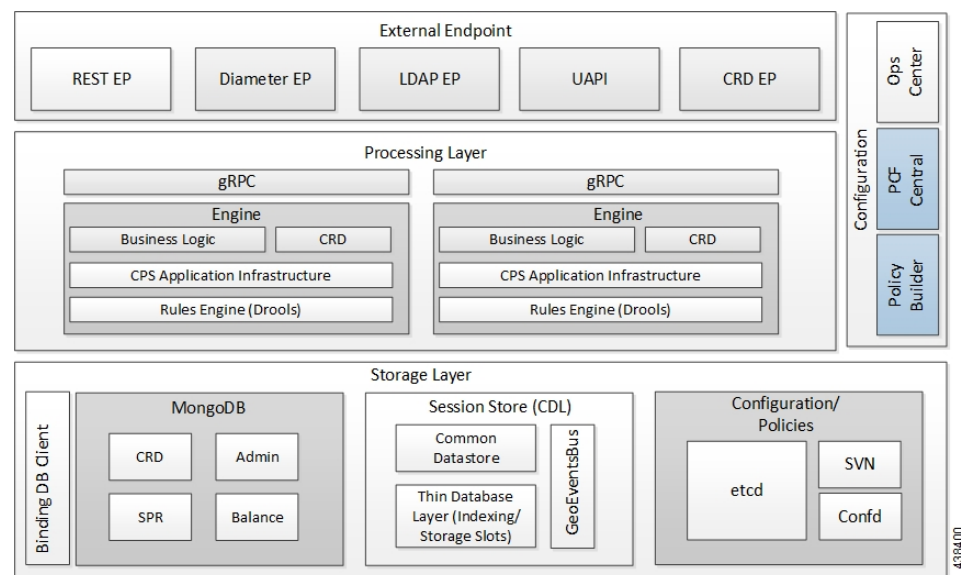 External Endpoint
REST EP
Diameter EP
LDAP EP
UAPI
CRD EP
Configuration
Ops
Center
PCF
Central
Policy
Builder
Processing Layer
gRPC
Engine
Business Logic
CRD
CPS Application Infrastructure
Rules Engine (Drools)
gRPC
Engine
Business Logic
CRD
CPS Application Infrastructure
Rules Engine (Drools)
Storage Layer
Binding DB Client
MongoDB
CRD
Admin
SPR
Balance
Session Store (CDL)
Common
Datastore
Thin Database
Layer (Indexing/
Storage Slots)
GeoEventsBus
Configuration/
Policies
etcd
SVN
Confd
438400